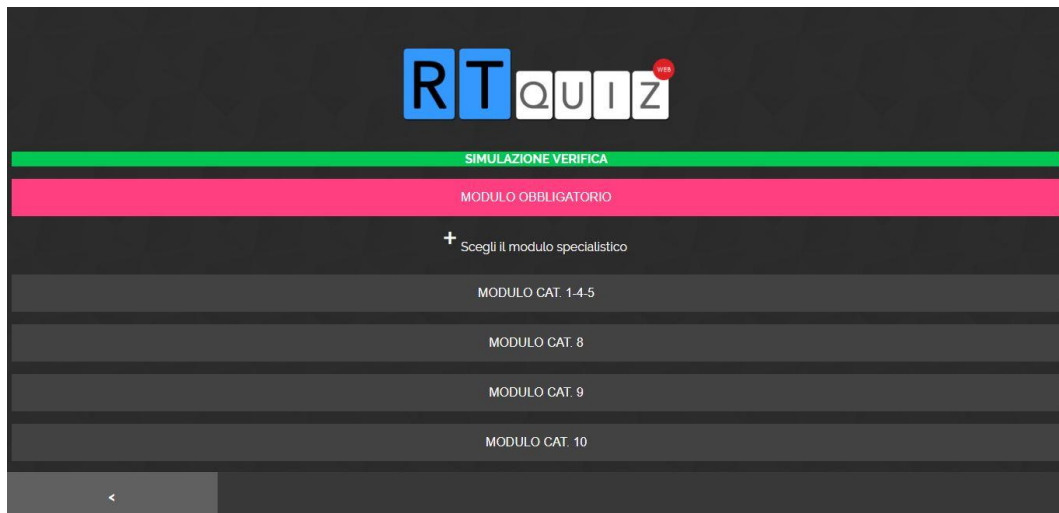 RT QUIZ WEB
SIMULAZIONE VERIFICA
MODULO OBBLIGATORIO
+ Scegli il modulo specialistico
MODULO CAT. 1-4-5
MODULO CAT. 8
MODULO CAT. 9
MODULO CAT. 10
<